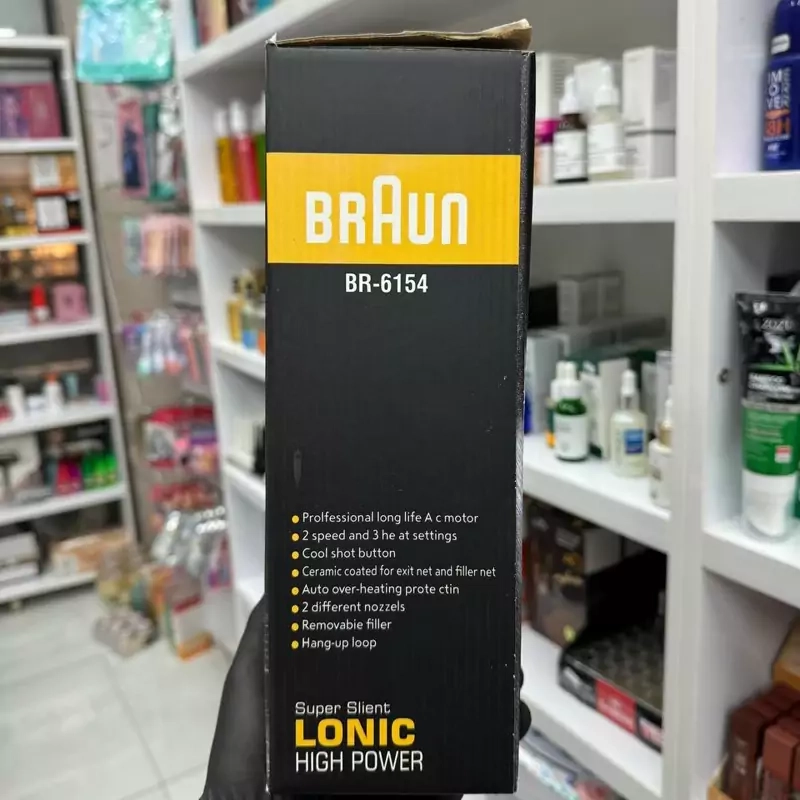 BRAUN
BR-6154
Prolfessional long life A c motor
2 speed and 3 he at settings
Cool shot button
Ceramic coated for exit net and filler net
Auto over-heating prote ctin
2 different nozzels
Removabie filler
Hang-up loop
Super Slient
LONIC
HIGH POWER